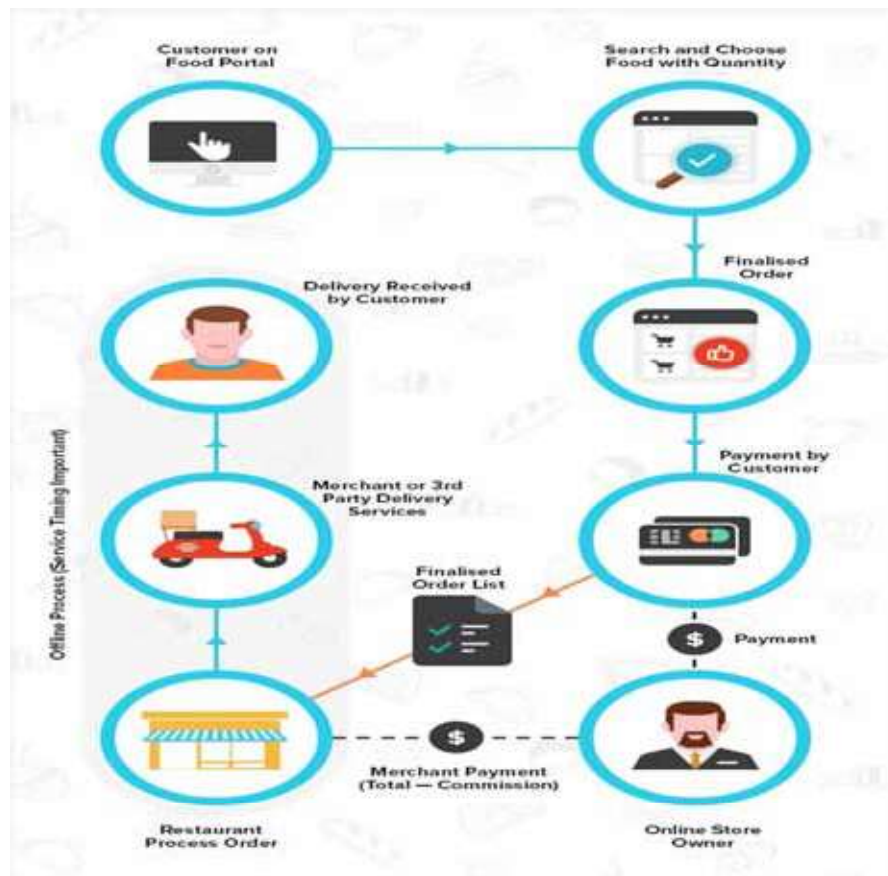 Customer on
Food Portal
Search and Choose
Food with Quantity
Finalised
Order
Delivery Received
by Customer
Payment by
Customer
Merchant or 3rd
Party Delivery
Services
Finalised
Order List
Offline Process (Service Timing Important)
$
Payment
$
Merchant Payment
(Total — Commission)
Restaurant
Process Order
Online Store
Owner